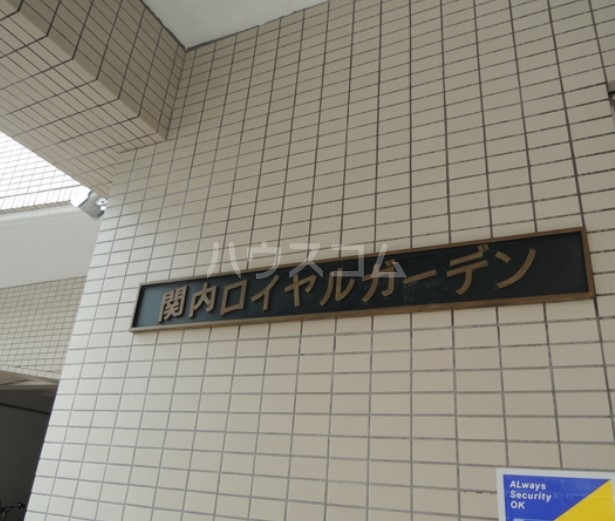 ハウスコム
関内ロイヤルガーデン
ALways
Security
OK